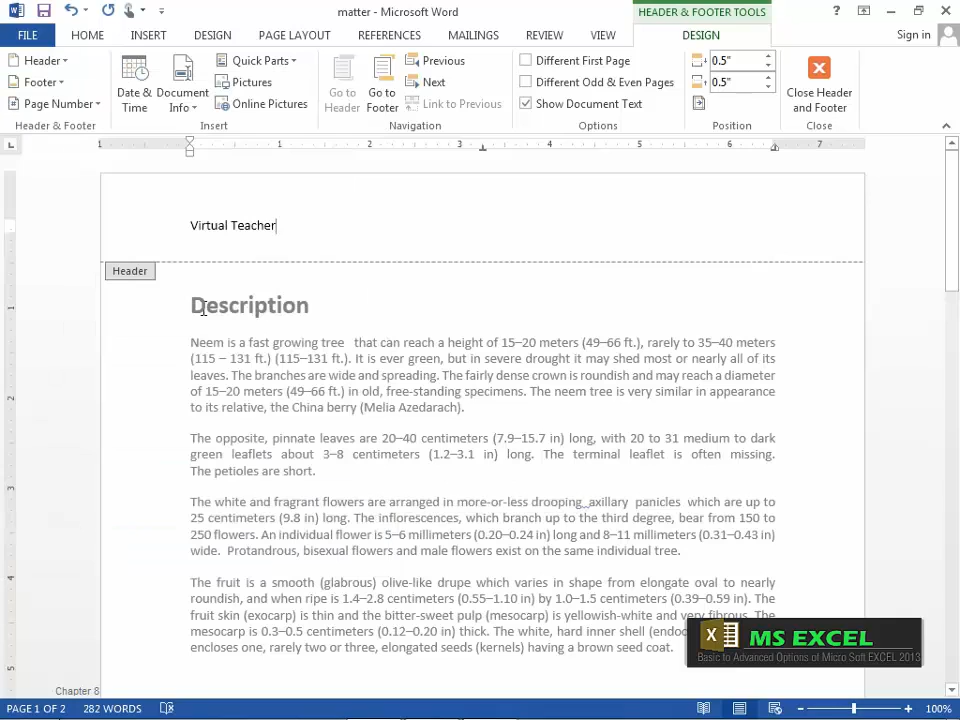 matter - Microsoft Word
HEADER & FOOTER TOOLS
?
FILE HOME INSERT DESIGN PAGE LAYOUT REFERENCES MAILINGS REVIEW VIEW DESIGN Sign in
Header
Footer
Page Number
Header & Footer
Date & Time
Document Info
Quick Parts
Pictures
Online Pictures
Insert
Go to Header
Go to Footer
Previous
Next
Link to Previous
Navigation
Different First Page
Different Odd & Even Pages
Show Document Text
Options
0.5"
0.5"
Position
Close Header and Footer
Close
1 1 2 3 4 5 6 7
Virtual Teacher
Header
Description
Neem is a fast growing tree that can reach a height of 15–20 meters (49–66 ft.), rarely to 35–40 meters
(115 – 131 ft.) (115–131 ft.). It is ever green, but in severe drought it may shed most or nearly all of its
leaves. The branches are wide and spreading. The fairly dense crown is roundish and may reach a diameter
of 15–20 meters (49–66 ft.) in old, free-standing specimens. The neem tree is very similar in appearance
to its relative, the China berry (Melia Azedarach).
The opposite, pinnate leaves are 20–40 centimeters (7.9–15.7 in) long, with 20 to 31 medium to dark
green leaflets about 3–8 centimeters (1.2–3.1 in) long. The terminal leaflet is often missing.
The petioles are short.
The white and fragrant flowers are arranged in more-or-less drooping axillary panicles which are up to
25 centimeters (9.8 in) long. The inflorescences, which branch up to the third degree, bear from 150 to
250 flowers. An individual flower is 5–6 millimeters (0.20–0.24 in) long and 8–11 millimeters (0.31–0.43 in)
wide. Protandrous, bisexual flowers and male flowers exist on the same individual tree.
The fruit is a smooth (glabrous) olive-like drupe which varies in shape from elongate oval to nearly
roundish, and when ripe is 1.4–2.8 centimeters (0.55–1.10 in) by 1.0–1.5 centimeters (0.39–0.59 in). The
fruit skin (exocarp) is thin and the bitter-sweet pulp (mesocarp) is yellowish-white and very fibrous. The
mesocarp is 0.3–0.5 centimeters (0.12–0.20 in) thick. The white, hard inner shell
encloses one, rarely two or three, elongated seeds (kernels) having a brown seed coat.
MS EXCEL
Basic to Advanced Options of Micro Soft EXCEL 2013
1
2
3
4
5
Chapter 8
PAGE 1 OF 2 282 WORDS 100%